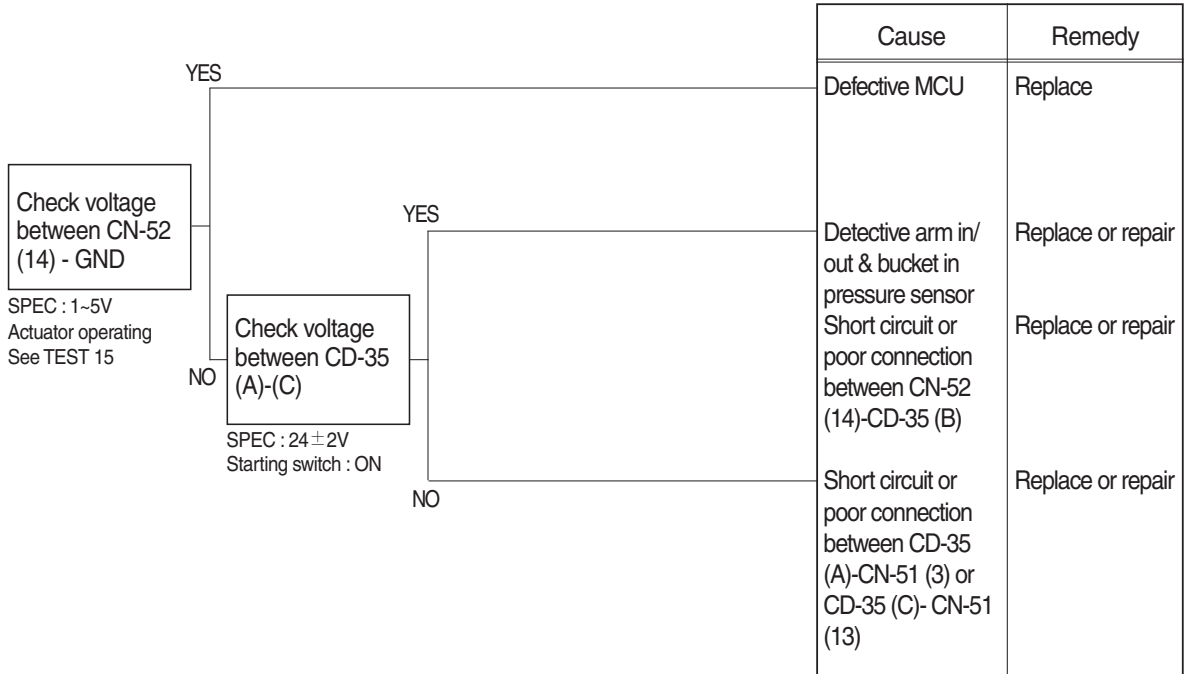 Cause
Remedy
YES
Defective MCU
Replace
Check voltage
between CN-52
(14) - GND
SPEC : 1~5V
Actuator operating
See TEST 15
NO
Check voltage
between CD-35
(A)-(C)
SPEC : 24±2V
Starting switch : ON
YES
Detective arm in/
out & bucket in
pressure sensor
Replace or repair
Short circuit or
poor connection
between CN-52
(14)-CD-35 (B)
Replace or repair
NO
Short circuit or
poor connection
between CD-35
(A)-CN-51 (3) or
CD-35 (C)- CN-51
(13)
Replace or repair